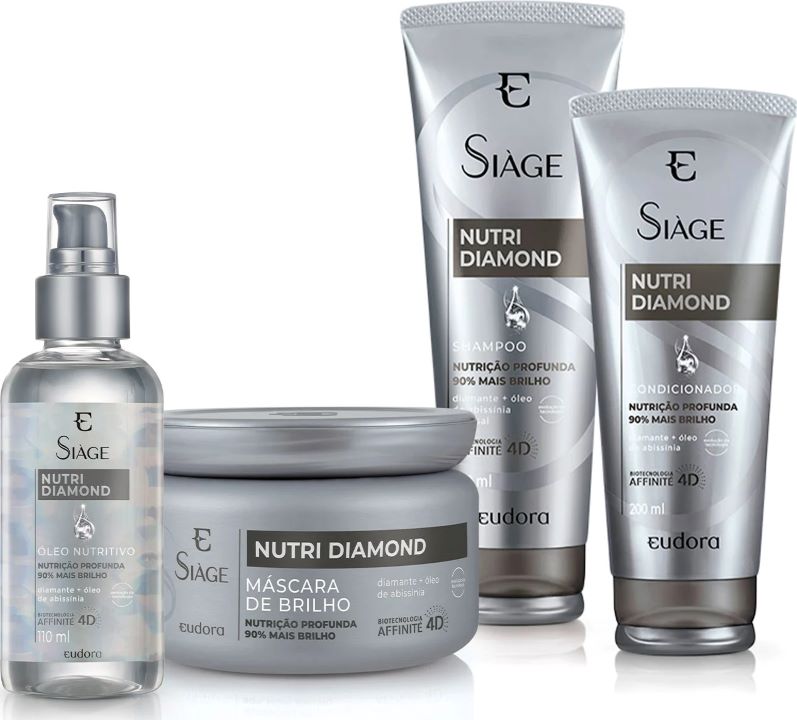 E
SIÀGE
NUTRI
DIAMOND
SHAMPOO
NUTRIÇÃO PROFUNDA
90% MAIS BRILHO
diamante + óleo
de abissínia
AFFINITÉ 4D
ml
eudora
E
SIÀGE
NUTRI
DIAMOND
CONDICIONADOR
NUTRIÇÃO PROFUNDA
90% MAIS BRILHO
diamante + óleo
de abissínia
BIOTECNOLOGIA
AFFINITÉ 4D
200 ml
eudora
E
SIÀGE
NUTRI
DIAMOND
ÓLEO NUTRITIVO
NUTRIÇÃO PROFUNDA
90% MAIS BRILHO
diamante + óleo
de abissínia
BIOTECNOLOGIA
AFFINITÉ 4D
110 ml
eudora
E
SIÀGE
eudora
NUTRI DIAMOND
MÁSCARA
DE BRILHO
NUTRIÇÃO PROFUNDA
90% MAIS BRILHO
diamante + óleo
de abissínia
BIOTECNOLOGIA
AFFINITÉ 4D